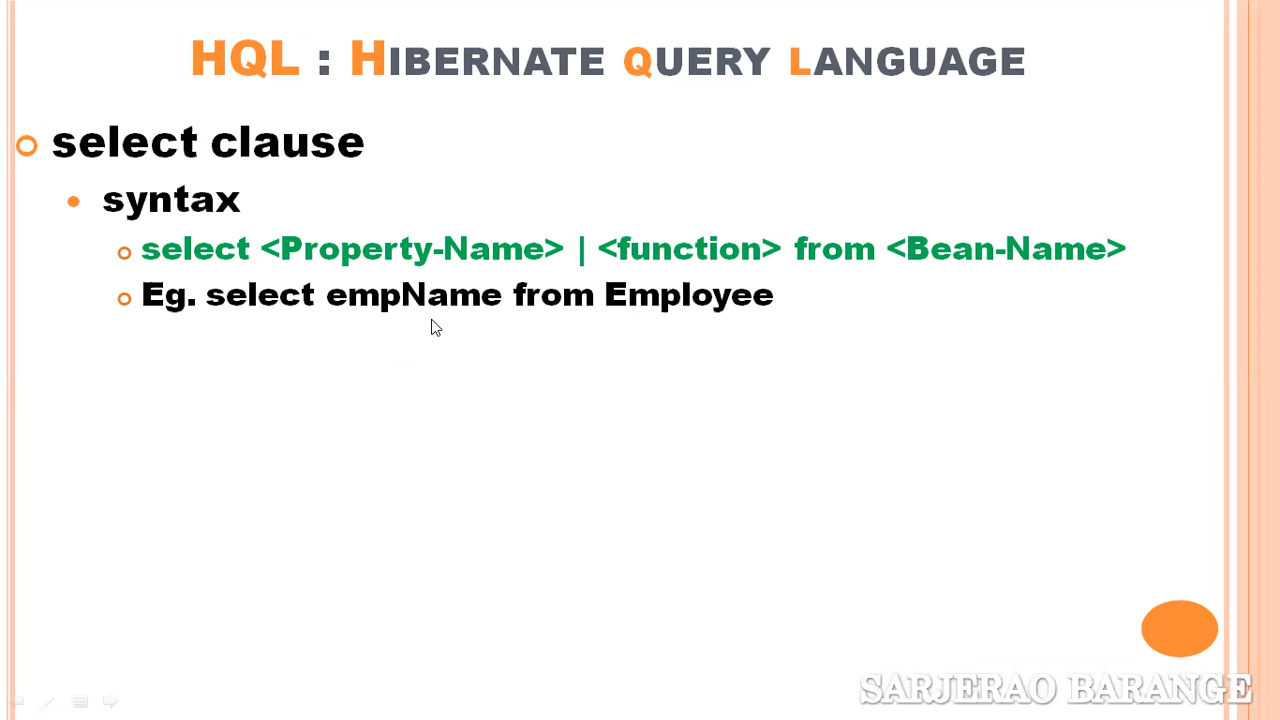 HQL : HIBERNATE QUERY LANGUAGE
select clause
syntax
select <Property-Name> | <function> from <Bean-Name>
Eg. select empName from Employee
SARJERAO BARANGE